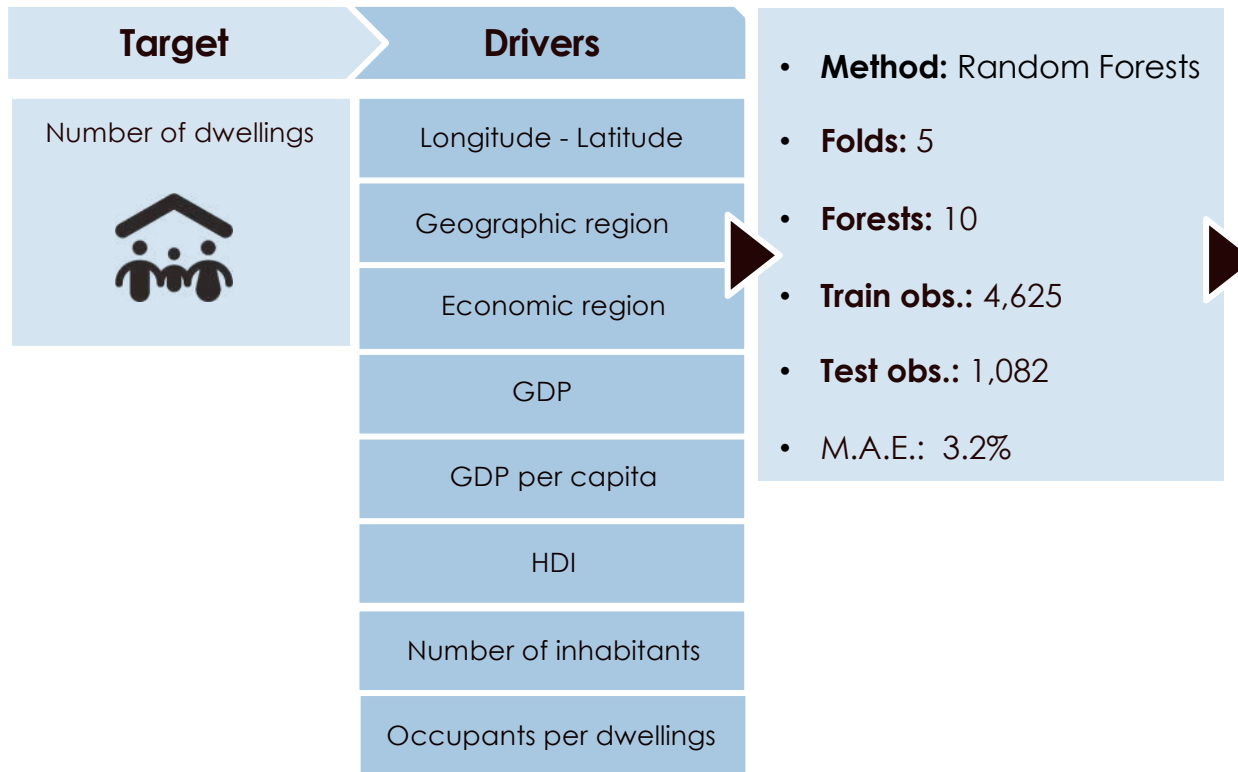 Target
Drivers
Number of dwellings
Longitude - Latitude
Geographic region
Economic region
GDP
GDP per capita
HDI
Number of inhabitants
Occupants per dwellings
• Method: Random Forests
• Folds: 5
• Forests: 10
• Train obs.: 4,625
• Test obs.: 1,082
• M.A.E.: 3.2%